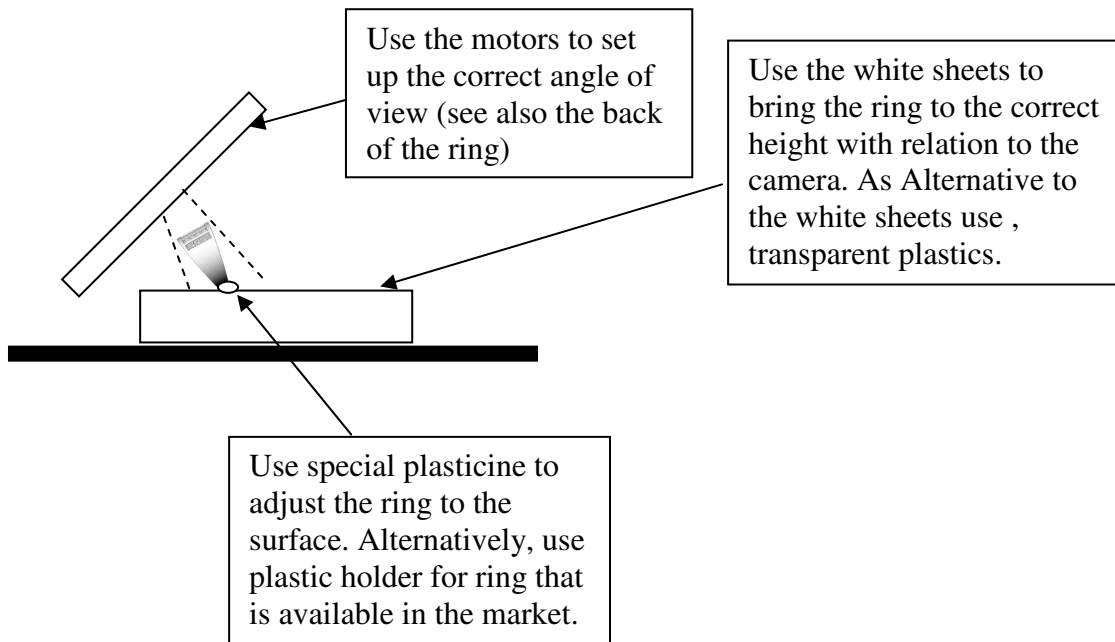 Use the motors to set
up the correct angle of
view (see also the back
of the ring)
Use the white sheets to
bring the ring to the correct
height with relation to the
camera. As Alternative to
the white sheets use ,
transparent plastics.
Use special plasticine to
adjust the ring to the
surface. Alternatively, use
plastic holder for ring that
is available in the market.